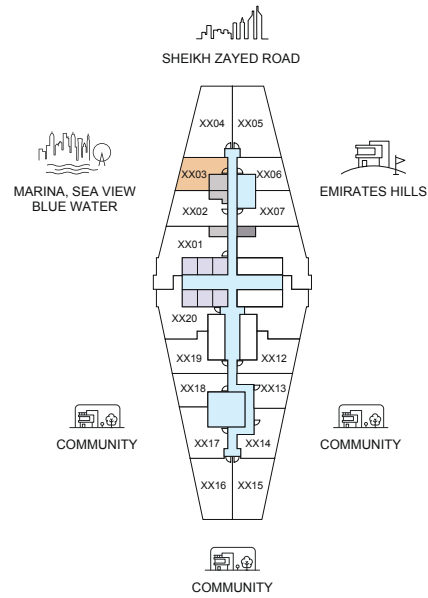 SHEIKH ZAYED ROAD
XX04 XX05
MARINA, SEA VIEW
BLUE WATER
XX03 XX06
EMIRATES HILLS
XX02 XX07
XX01
XX20
XX19 XX12
XX18 XX13
COMMUNITY
XX17 XX14
COMMUNITY
XX16 XX15
COMMUNITY